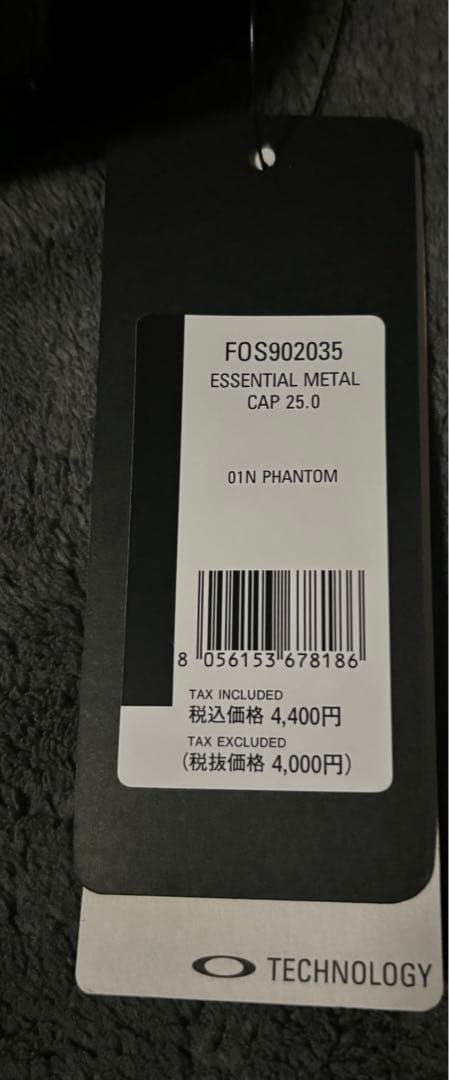 FOS902035
ESSENTIAL METAL
CAP 25.0
01N PHANTOM
8 056153 678186
TAX INCLUDED
税込価格 4,400円
TAX EXCLUDED
(税抜価格 4,000円)
TECHNOLOGY